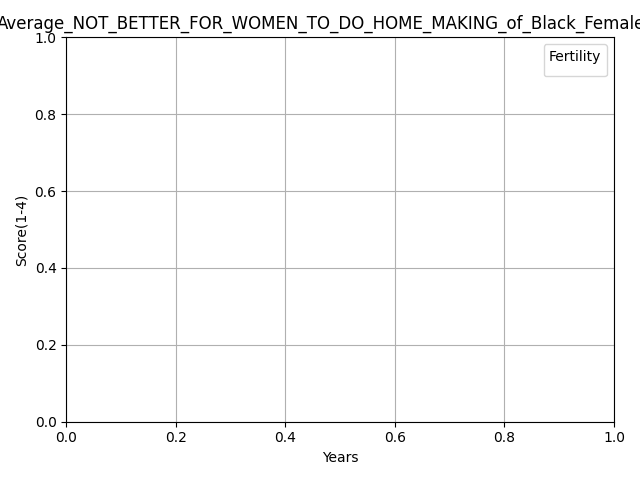 Average_NOT_BETTER_FOR_WOMEN_TO_DO_HOME_MAKING_of_Black_Female
Fertility
1.0
0.8
0.6
0.4
0.2
0.0
Score(1-4)
0.0 0.2 0.4 0.6 0.8 1.0
Years